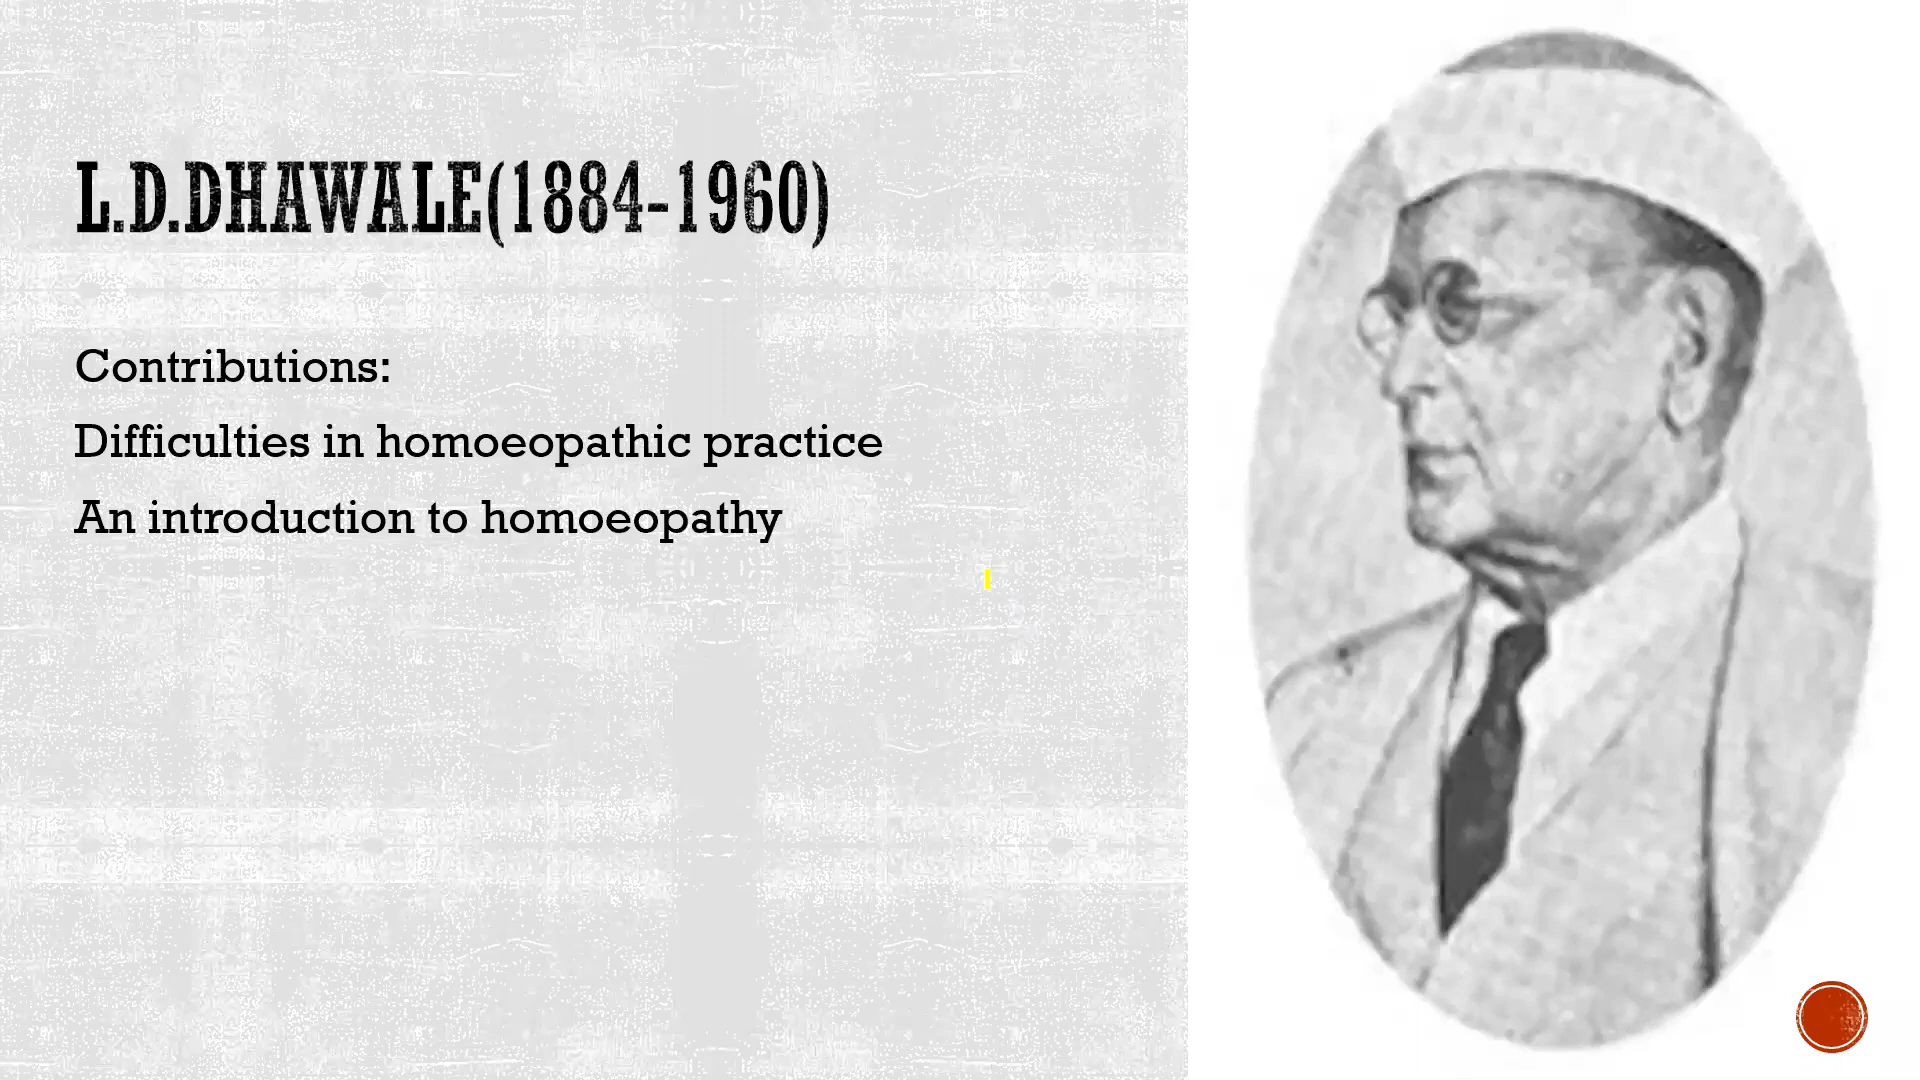 L.D.DHAWALE(1884-1960)
Contributions:
Difficulties in homoeopathic practice
An introduction to homoeopathy